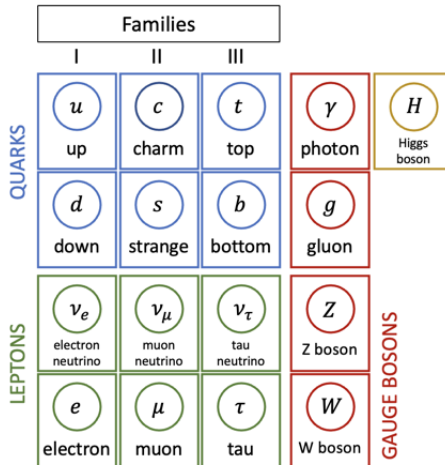 Families
I II III
QUARKS
u c t γ H
up charm top photon Higgs
boson
d s b g
down strange bottom gluon
LEPTONS
νe νμ ντ Z
electron
neutrino muon
neutrino tau
neutrino Z boson
e μ τ W
electron muon tau W boson
GAUGE BOSONS